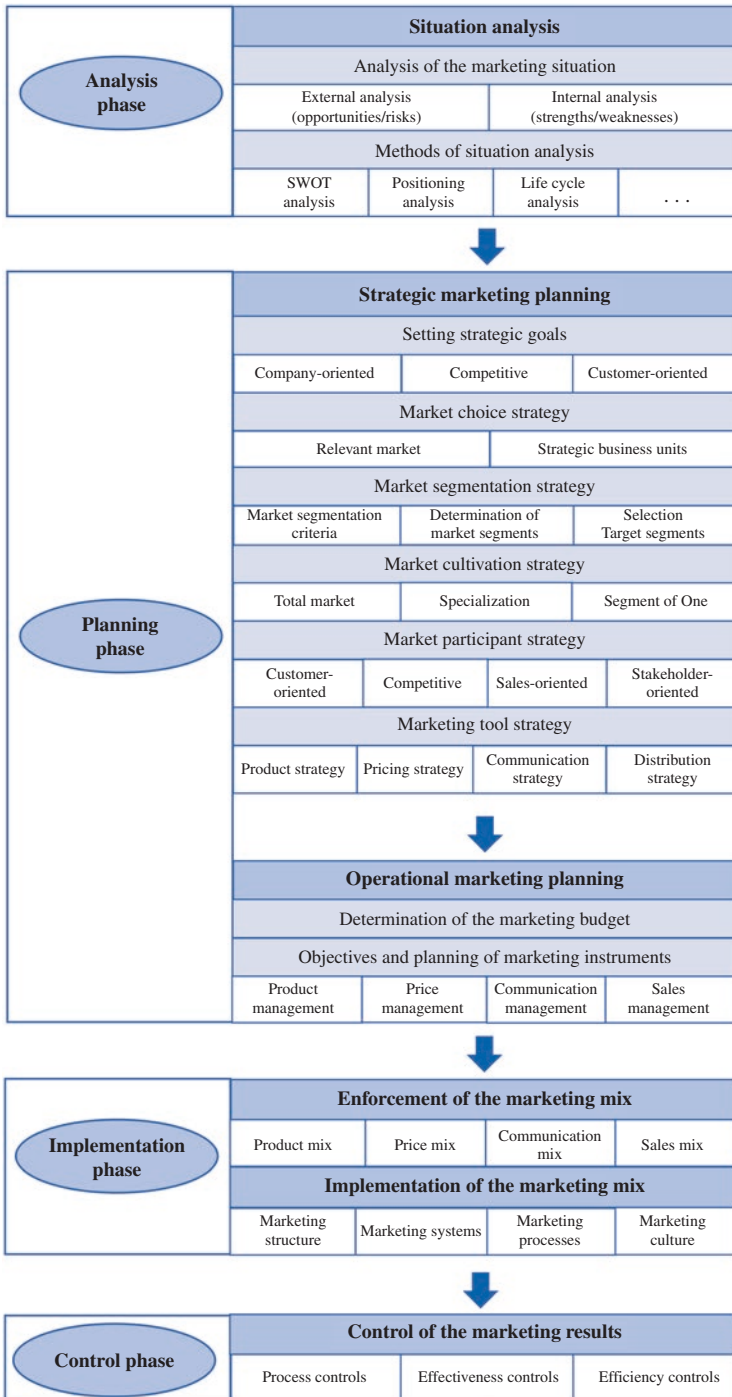 Analysis
phase
Situation analysis
Analysis of the marketing situation
External analysis
(opportunities/risks)
Internal analysis
(strengths/weaknesses)
Methods of situation analysis
SWOT
analysis
Positioning
analysis
Life cycle
analysis
. . .
Planning
phase
Strategic marketing planning
Setting strategic goals
Company-oriented
Competitive
Customer-oriented
Market choice strategy
Relevant market
Strategic business units
Market segmentation strategy
Market segmentation
criteria
Determination of
market segments
Selection
Target segments
Market cultivation strategy
Total market
Specialization
Segment of One
Market participant strategy
Customer-
oriented
Competitive
Sales-oriented
Stakeholder-
oriented
Marketing tool strategy
Product strategy
Pricing strategy
Communication
strategy
Distribution
strategy
Operational marketing planning
Determination of the marketing budget
Objectives and planning of marketing instruments
Product
management
Price
management
Communication
management
Sales
management
Implementation
phase
Enforcement of the marketing mix
Product mix
Price mix
Communication
mix
Sales mix
Implementation of the marketing mix
Marketing
structure
Marketing systems
Marketing
processes
Marketing
culture
Control phase
Control of the marketing results
Process controls
Effectiveness controls
Efficiency controls